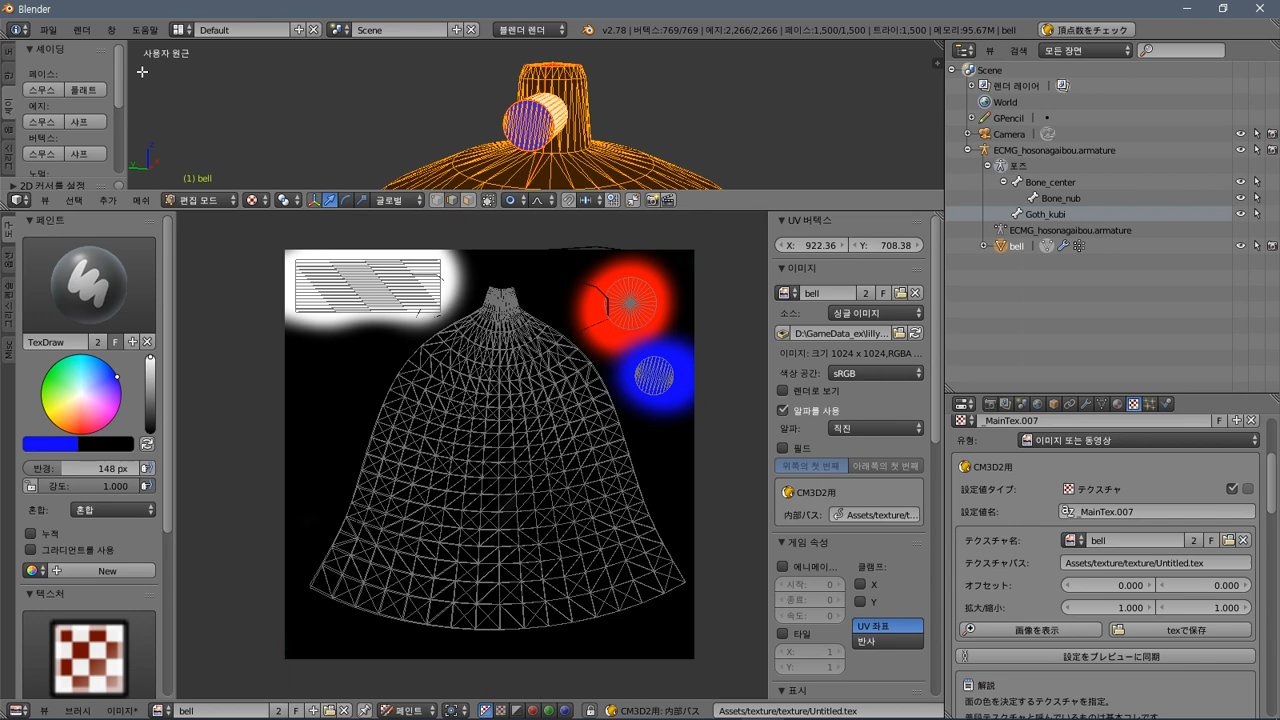 Blender
파일 렌더 창 도움말 Default Scene 블렌더 렌더 v2.78 | 버텍스:769/769 | 에지:2,266/2,266 | 페이스:1,500/1,500 | 트라이:1,500 | 메모리:95.67M | bell 頂点数をチェック
셰이딩
페이스:
스무스 플래트
에지:
스무스 샤프
버텍스:
스무스 샤프
2D 커서를 설정
사용자 원근
(1) bell
뷰 선택 추가 메쉬 편집 모드 글로벌
페인트
TexDraw 2 F
반경: 148 px
강도: 1.000
혼합: 혼합
누적
그라디언트를 사용
New
텍스처
Misc
UV 버텍스
X: 922.36 Y: 708.38
이미지
bell 2 F
소스: 싱글 이미지
D:\GameData_ex\lilly...
이미지: 크기 1024 x 1024,RGBA ...
색상 공간: sRGB
렌더로 보기
알파를 사용
알파: 직진
필드
위쪽의 첫 번째 아래쪽의 첫 번째
CM3D2用
内部パス: Assets/texture/t...
게임 속성
에니메이... 클램프:
시작: 0 X
종료: 0 Y
속도: 0
타일
UV 좌표
반사
X: 1
Y: 1
표시
뷰 브러시 이미지* bell 2 F 페인트 CM3D2用: 内部パス Assets/texture/texture/Untitled.tex
뷰 검색 모든 장면
Scene
렌더 레이어
World
GPencil
Camera
ECMG_hosonagaibou.armature
포즈
Bone_center
Bone_nub
Goth_kubi
ECMG_hosonagaibou.armature
bell
_MainTex.007 F
유형: 이미지 또는 동영상
CM3D2用
設定値タイプ: テクスチャ
設定値名: _MainTex.007
テクスチャ名: bell 2 F
テクスチャパス: Assets/texture/texture/Untitled.tex
オフセット: 0.000 0.000
拡大/縮小: 1.000 1.000
画像を表示 texで保存
設定をプレビューに同期
解説
面の色を決定するテクスチャを指定。